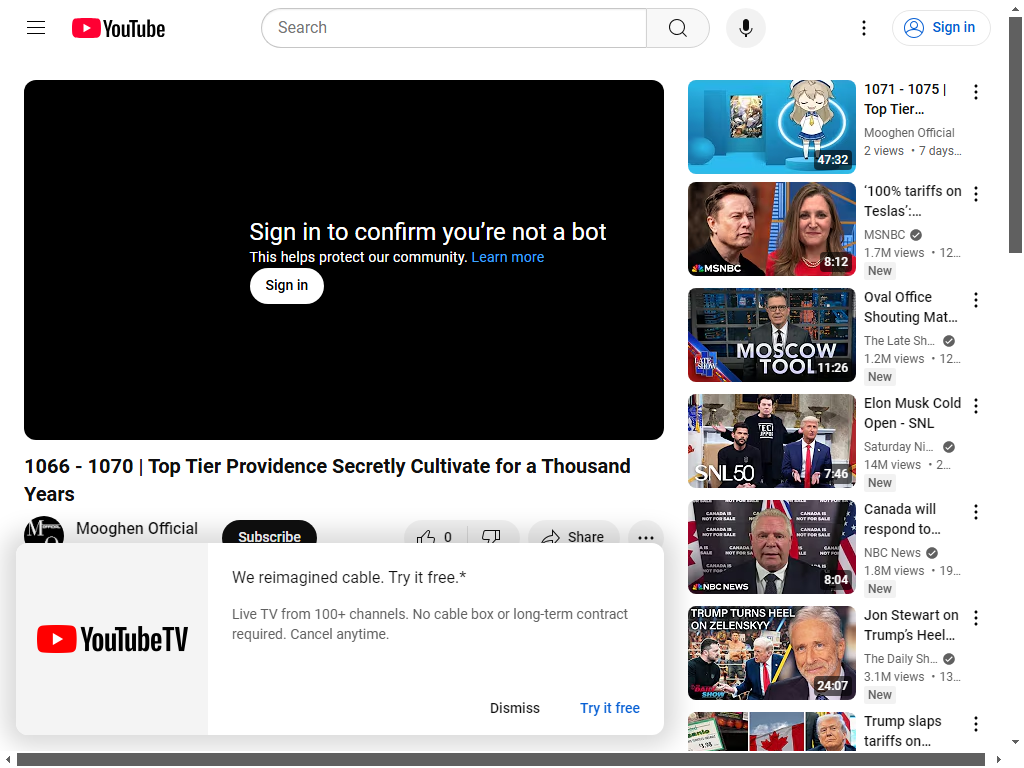 YouTube
Search
Sign in
Sign in to confirm you're not a bot
This helps protect our community. Learn more
Sign in
1066 - 1070 | Top Tier Providence Secretly Cultivate for a Thousand
Years
Mooghen Official
Subscribe
0
Share
YouTubeTV
We reimagined cable. Try it free.*
Live TV from 100+ channels. No cable box or long-term contract
required. Cancel anytime.
Dismiss
Try it free
47:32
1071 - 1075 |
Top Tier…
Mooghen Official
2 views • 7 days…
MSNBC
8:12
‘100% tariffs on
Teslas’:…
MSNBC
1.7M views • 12…
New
LATE SHOW
MOSCOW
TOOL
11:26
Oval Office
Shouting Mat…
The Late Sh…
1.2M views • 12…
New
TECH SUPPORT
SNL50
7:46
Elon Musk Cold
Open - SNL
Saturday Ni…
14M views • 2…
New
CANADA IS
NOT FOR SALE
NBC NEWS
8:04
Canada will
respond to…
NBC News
1.8M views • 19…
New
TRUMP TURNS HEEL
ON ZELENSKYY
THE DAILY SHOW
24:07
Jon Stewart on
Trump’s Heel…
The Daily Sh…
3.1M views • 13…
New
Trump slaps
tariffs on…